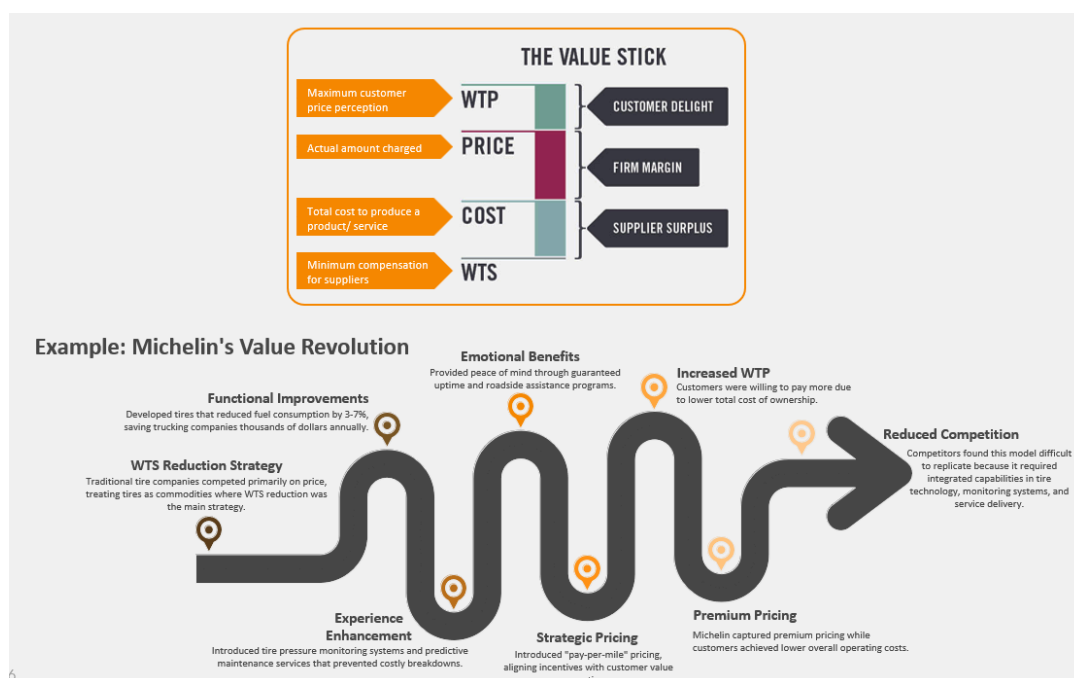 THE VALUE STICK
Maximum customer
price perception
WTP
CUSTOMER DELIGHT
Actual amount charged
PRICE
FIRM MARGIN
Total cost to produce a
product/ service
COST
SUPPLIER SURPLUS
Minimum compensation
for suppliers
WTS
Example: Michelin's Value Revolution
WTS Reduction Strategy
Traditional tire companies competed primarily on price,
treating tires as commodities where WTS reduction was
the main strategy.
Functional Improvements
Developed tires that reduced fuel consumption by 3-7%,
saving trucking companies thousands of dollars annually.
Experience
Enhancement
Introduced tire pressure monitoring systems and predictive
maintenance services that prevented costly breakdowns.
Emotional Benefits
Provided peace of mind through guaranteed
uptime and roadside assistance programs.
Strategic Pricing
Introduced "pay-per-mile" pricing,
aligning incentives with customer value
Increased WTP
Customers were willing to pay more due
to lower total cost of ownership.
Premium Pricing
Michelin captured premium pricing while
customers achieved lower overall operating costs.
Reduced Competition
Competitors found this model difficult
to replicate because it required
integrated capabilities in tire
technology, monitoring systems, and
service delivery.